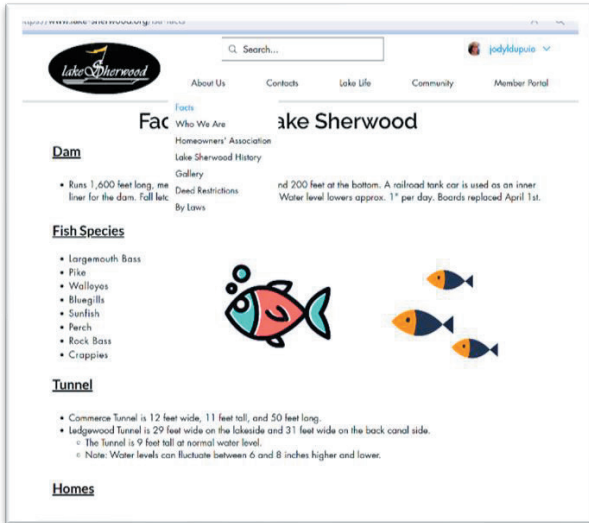 lake Sherwood
Search...
jodyldupuie
About Us
Contacts
Lake Life
Community
Member Portal
Facts
Who We Are
Homeowners' Association
Lake Sherwood History
Gallery
Deed Restrictions
By Laws
Fac ake Sherwood
Dam
• Runs 1,600 feet long, me nd 200 feet at the bottom. A railroad tank car is used as an inner
liner for the dam. Fall letd Water level lowers approx. 1" per day. Boards replaced April 1st.
Fish Species
• Largemouth Bass
• Pike
• Walleyes
• Bluegills
• Sunfish
• Perch
• Rock Bass
• Crappies
Tunnel
• Commerce Tunnel is 12 feet wide, 11 feet tall, and 50 feet long.
• Ledgewood Tunnel is 29 feet wide on the lakeside and 31 feet wide on the back canal side.
◦ The Tunnel is 9 feet tall at normal water level.
◦ Note: Water levels can fluctuate between 6 and 8 inches higher and lower.
Homes